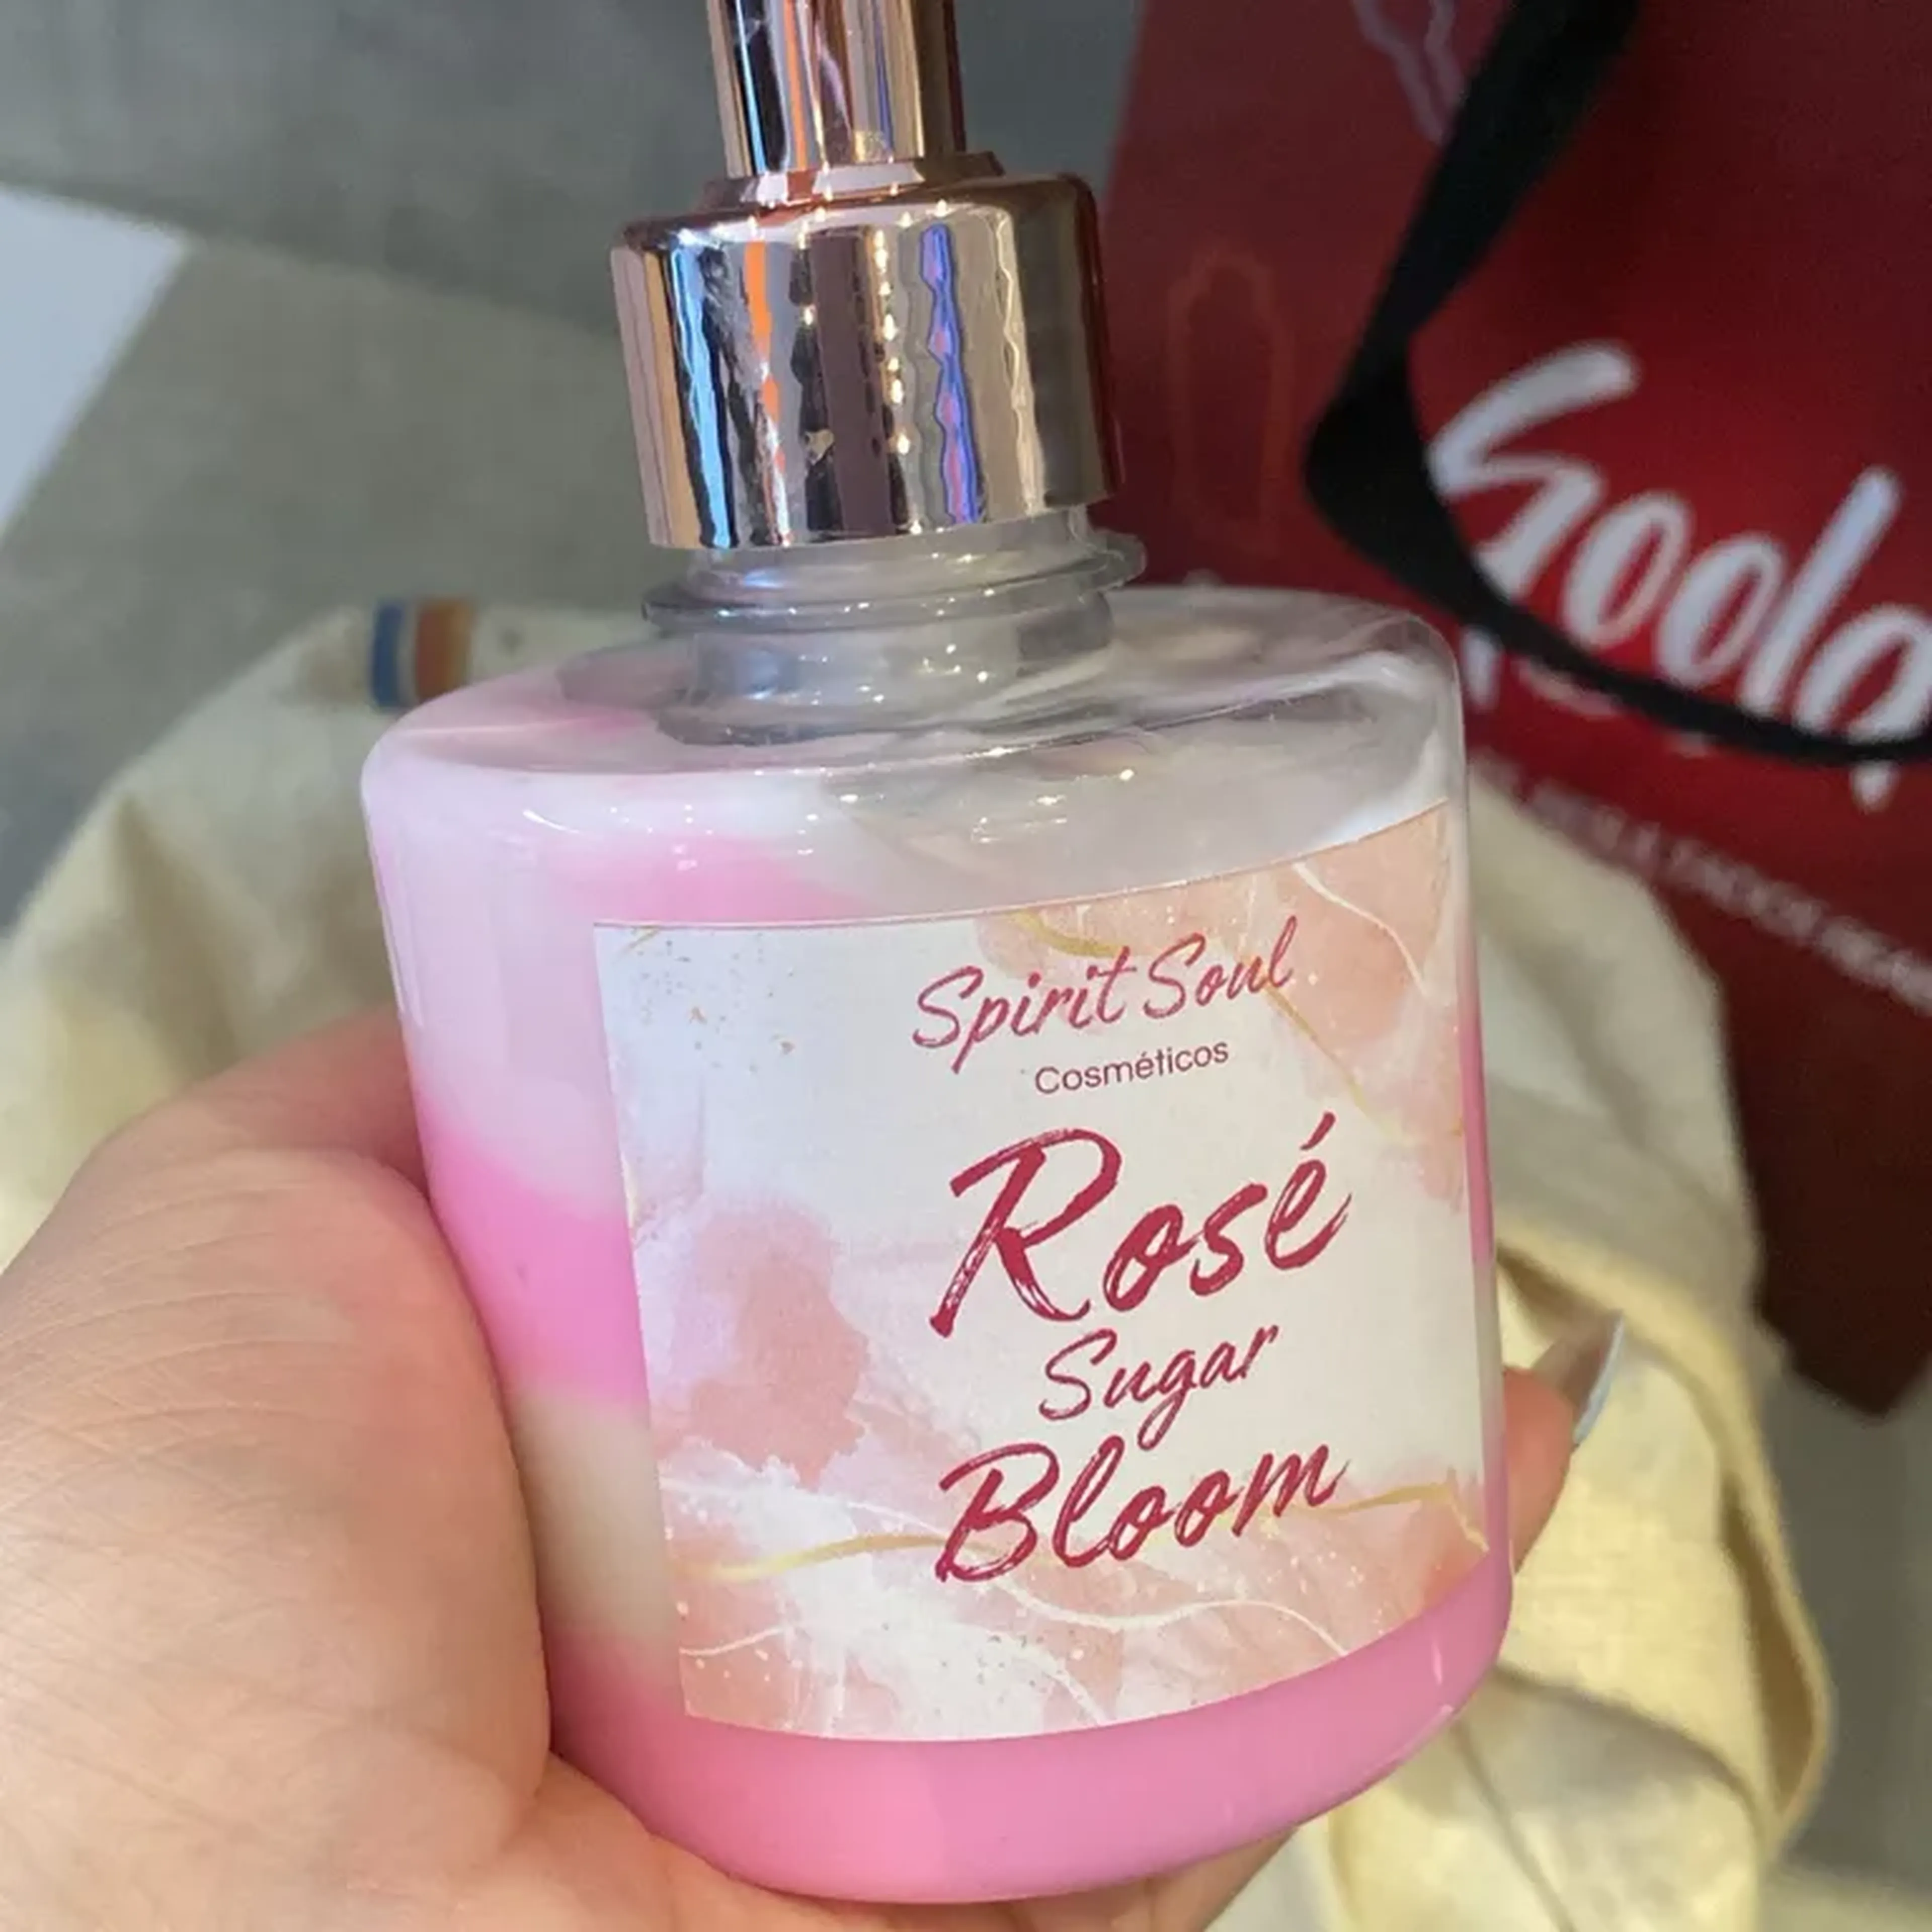 Spirit Soul
Cosméticos
Rosé
Sugar
Bloom